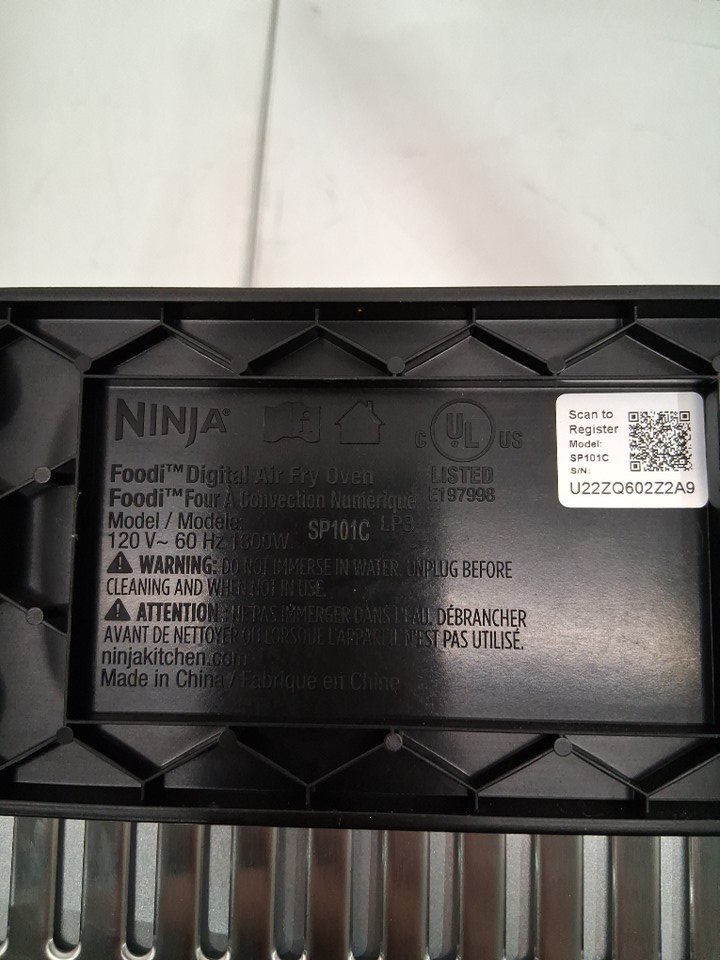 NINJA®
C UL ® US
LISTED
E197998
Foodi™ Digital Air Fry Oven
Foodi™ Four À Convection Numérique
Model / Modèle: SP101C LP3
120 V~ 60 Hz 1800W
WARNING: DO NOT IMMERSE IN WATER. UNPLUG BEFORE
CLEANING AND WHEN NOT IN USE.
ATTENTION : NE PAS IMMERGER DANS L'EAU. DÉBRANCHER
AVANT DE NETTOYER OU LORSQUE L'APPAREIL N'EST PAS UTILISÉ.
ninjakitchen.com
Made in China / Fabriqué en Chine
Scan to
Register
Model:
SP101C
S/N:
U22ZQ602Z2A9